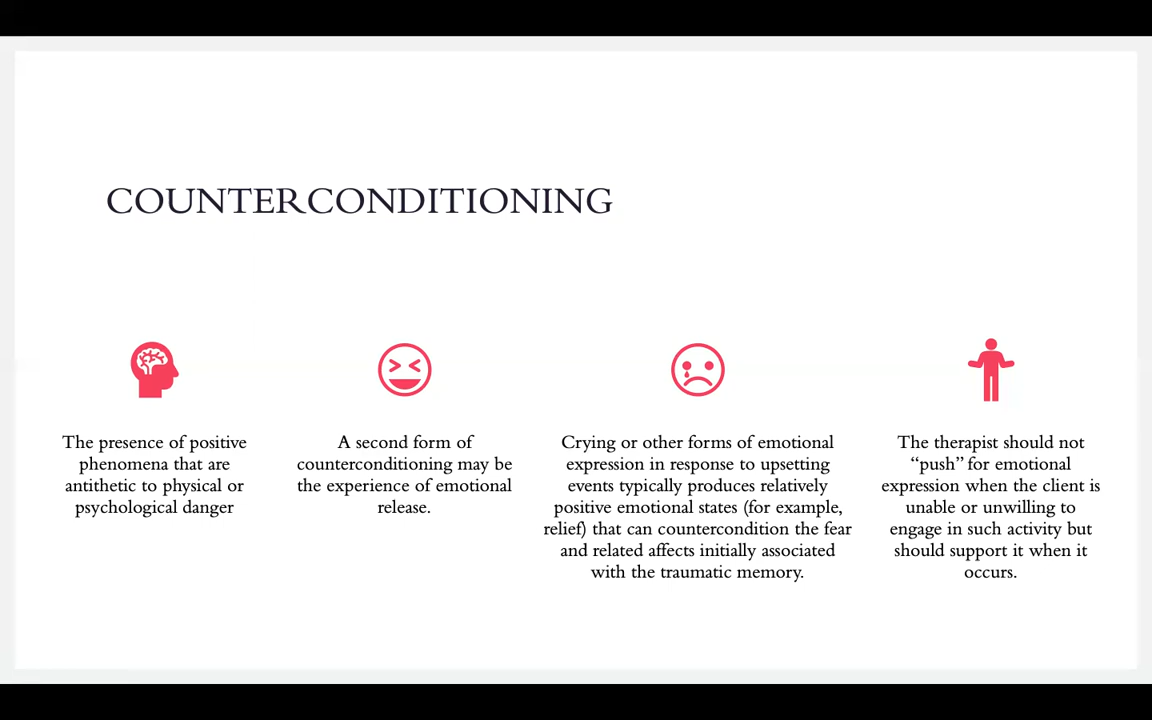 COUNTERCONDITIONING
The presence of positive
phenomena that are
antithetic to physical or
psychological danger
A second form of
counterconditioning may be
the experience of emotional
release.
Crying or other forms of emotional
expression in response to upsetting
events typically produces relatively
positive emotional states (for example,
relief) that can countercondition the fear
and related affects initially associated
with the traumatic memory.
The therapist should not
“push” for emotional
expression when the client is
unable or unwilling to
engage in such activity but
should support it when it
occurs.